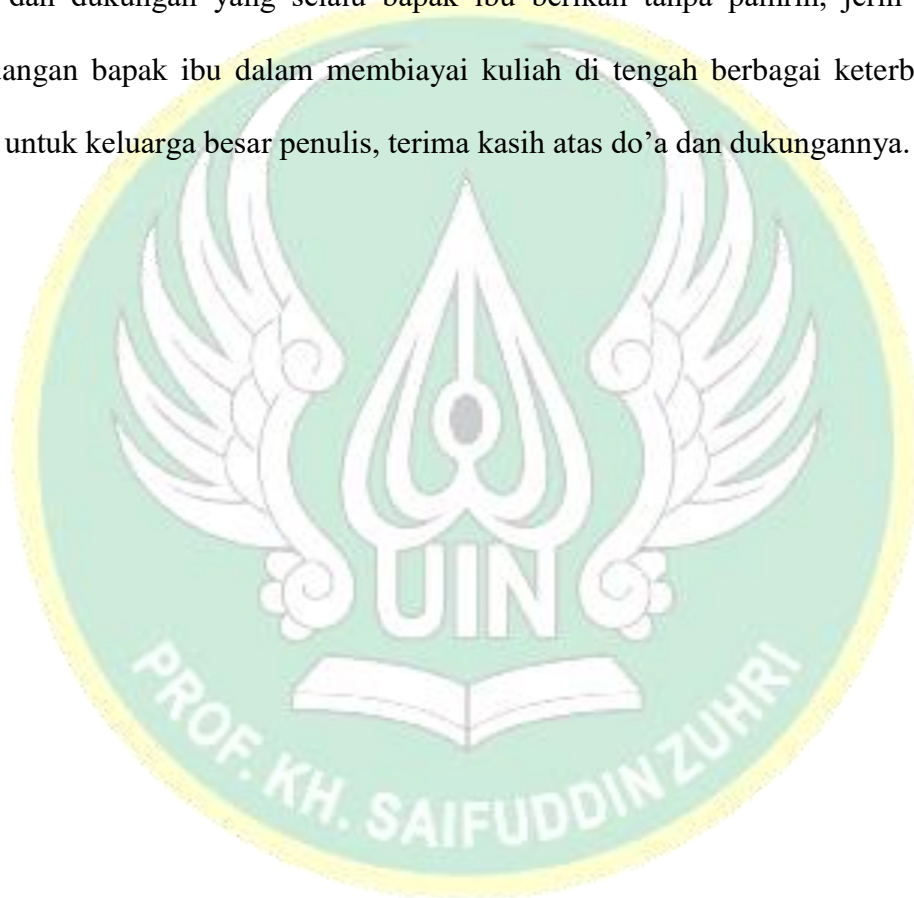 dan dukungan yang selalu bapak ibu berikan tanpa pamrih, jerih
uangan bapak ibu dalam membiayai kuliah di tengah berbagai keterb
untuk keluarga besar penulis, terima kasih atas do’a dan dukungannya.
UIN
PROF. KH. SAIFUDDIN ZUHRI